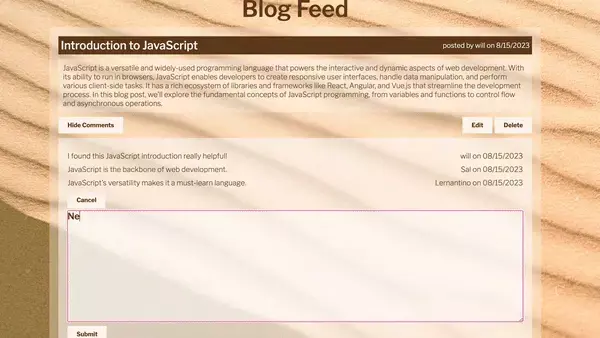 Blog Feed
Introduction to JavaScript posted by will on 8/15/2023
JavaScript is a versatile and widely-used programming language that powers the interactive and dynamic aspects of web development. With
its ability to run in browsers, JavaScript enables developers to create responsive user interfaces, handle data manipulation, and perform
various client-side tasks. It has a rich ecosystem of libraries and frameworks like React, Angular, and Vue.js that streamline the development
process. In this blog post, we'll explore the fundamental concepts of JavaScript programming, from variables and functions to control flow
and asynchronous operations.
Hide Comments Edit Delete
I found this JavaScript introduction really helpful! will on 08/15/2023
JavaScript is the backbone of web development. Sal on 08/15/2023
JavaScript's versatility makes it a must-learn language. Lernantino on 08/15/2023
Cancel
Ne
Submit